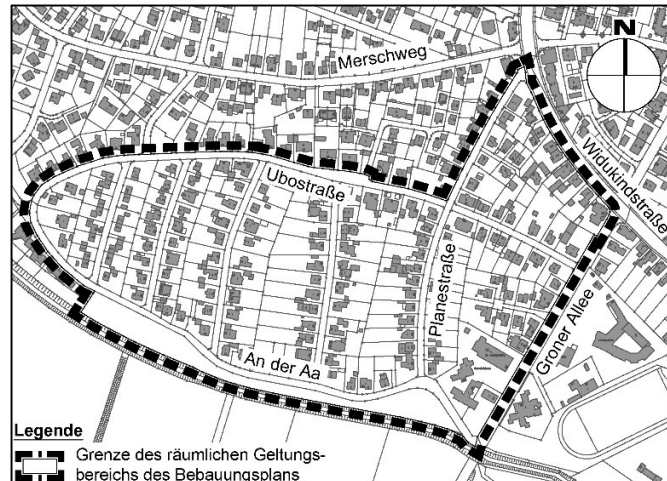 N
Merschweg
Widukindstraße
Ubostraße
Planestraße
Groner Allee
An der Aa
Legende
Grenze des räumlichen Geltungs-
bereichs des Bebauungsplans